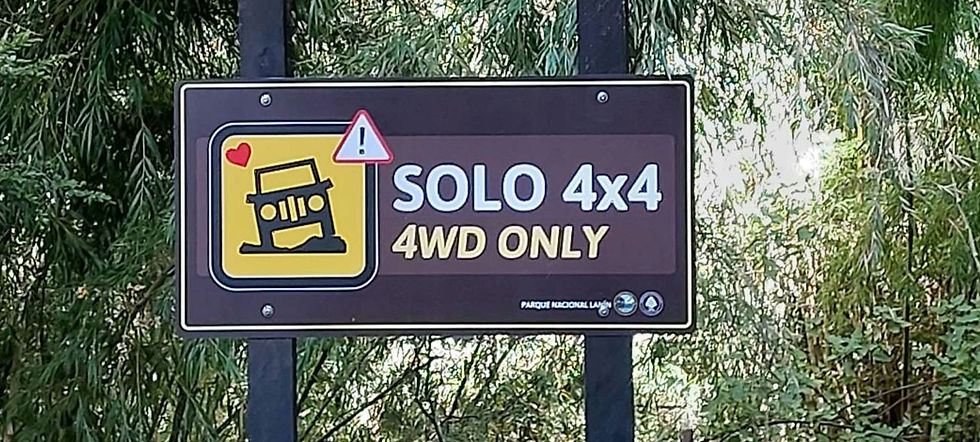 !
SOLO 4x4
4WD ONLY
PARQUE NACIONAL LANÍN